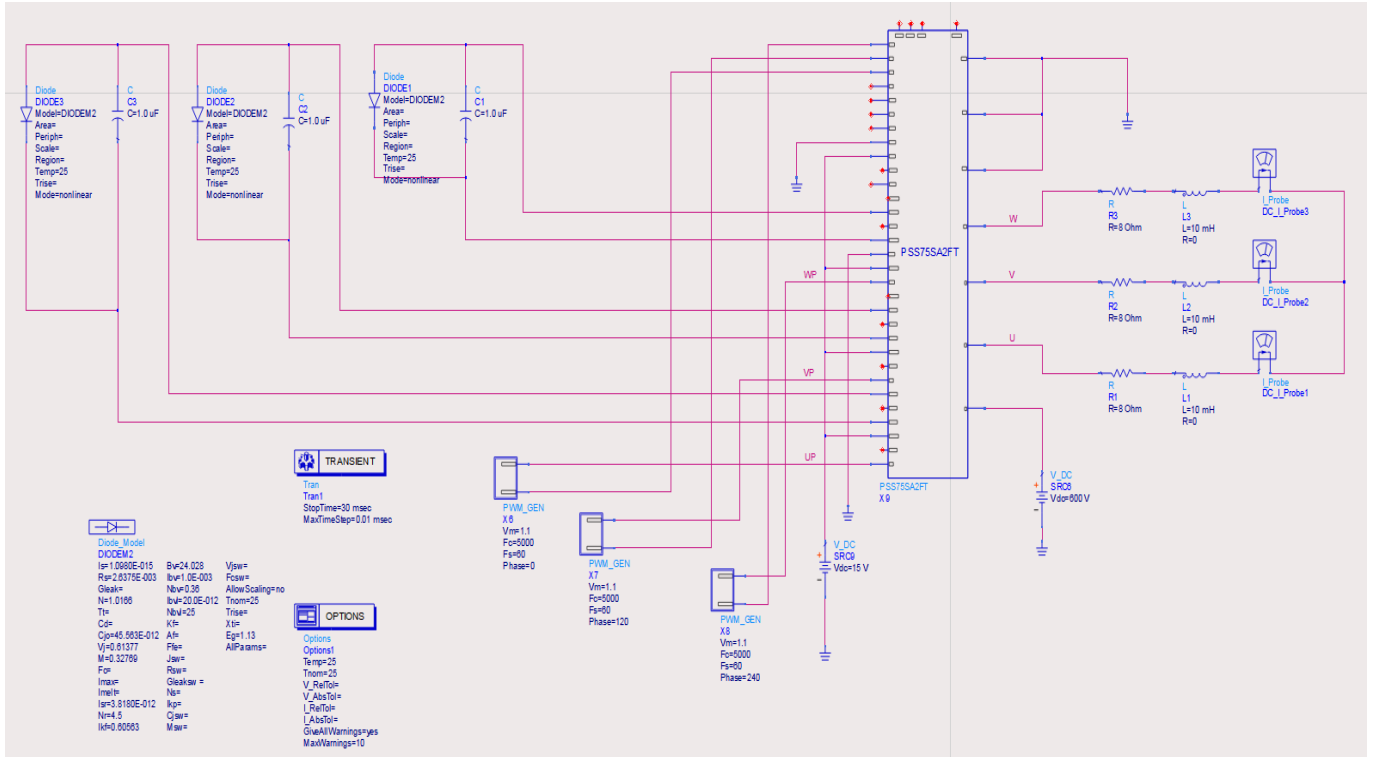 Diode
DIODE3
Model=DIODEM2
Area=
Periph=
Scale=
Region=
Temp=25
Trise=
Mode=nonlinear
C
C3
C=1.0 uF
Diode
DIODE2
Model=DIODEM2
Area=
Periph=
Scale=
Region=
Temp=25
Trise=
Mode=nonlinear
C
C2
C=1.0 uF
Diode
DIODE1
Model=DIODEM2
Area=
Periph=
Scale=
Region=
Temp=25
Trise=
Mode=nonlinear
C
C1
C=1.0 uF
PSS75SA2FT
PSS75SA2FT
X9
WP
VP
UP
W
V
U
R
R3
R=8 Ohm
L
L3
L=10 mH
R=0
I_Probe
DC_I_Probe3
R
R2
R=8 Ohm
L
L2
L=10 mH
R=0
I_Probe
DC_I_Probe2
R
R1
R=8 Ohm
L
L1
L=10 mH
R=0
I_Probe
DC_I_Probe1
V_DC
SRC6
Vdc=600 V
V_DC
SRC9
Vdc=15 V
PWM_GEN
X6
Vm=1.1
Fc=5000
Fs=60
Phase=0
PWM_GEN
X7
Vm=1.1
Fc=5000
Fs=60
Phase=120
PWM_GEN
X8
Vm=1.1
Fc=5000
Fs=60
Phase=240
TRANSIENT
Tran
Tran1
StopTime=30 msec
MaxTimeStep=0.01 msec
OPTIONS
Options
Options1
Temp=25
Tnom=25
V_RelTol=
V_AbsTol=
I_RelTol=
I_AbsTol=
GiveAllWarnings=yes
MaxWarnings=10
Diode_Model
DIODEM2
Is=1.0980E-015
Rs=2.6375E-003
Gleak=
N=1.0166
Tt=
Cd=
Cjo=45.563E-012
Vj=0.61377
M=0.32769
Fc=
Imax=
Imelt=
Isr=3.8180E-012
Nr=4.5
Ikf=0.60563
Bv=24.028
Ibv=1.0E-003
Nbv=0.36
Ibvl=20.0E-012
Nbvl=25
Kf=
Af=
Ffe=
Jsw=
Rsw=
Gleaksw =
Ns=
Ikp=
Cjsw=
Msw=
Vjsw=
Fcsw=
AllowScaling=no
Tnom=25
Trise=
Xti=
Eg=1.13
AllParams=